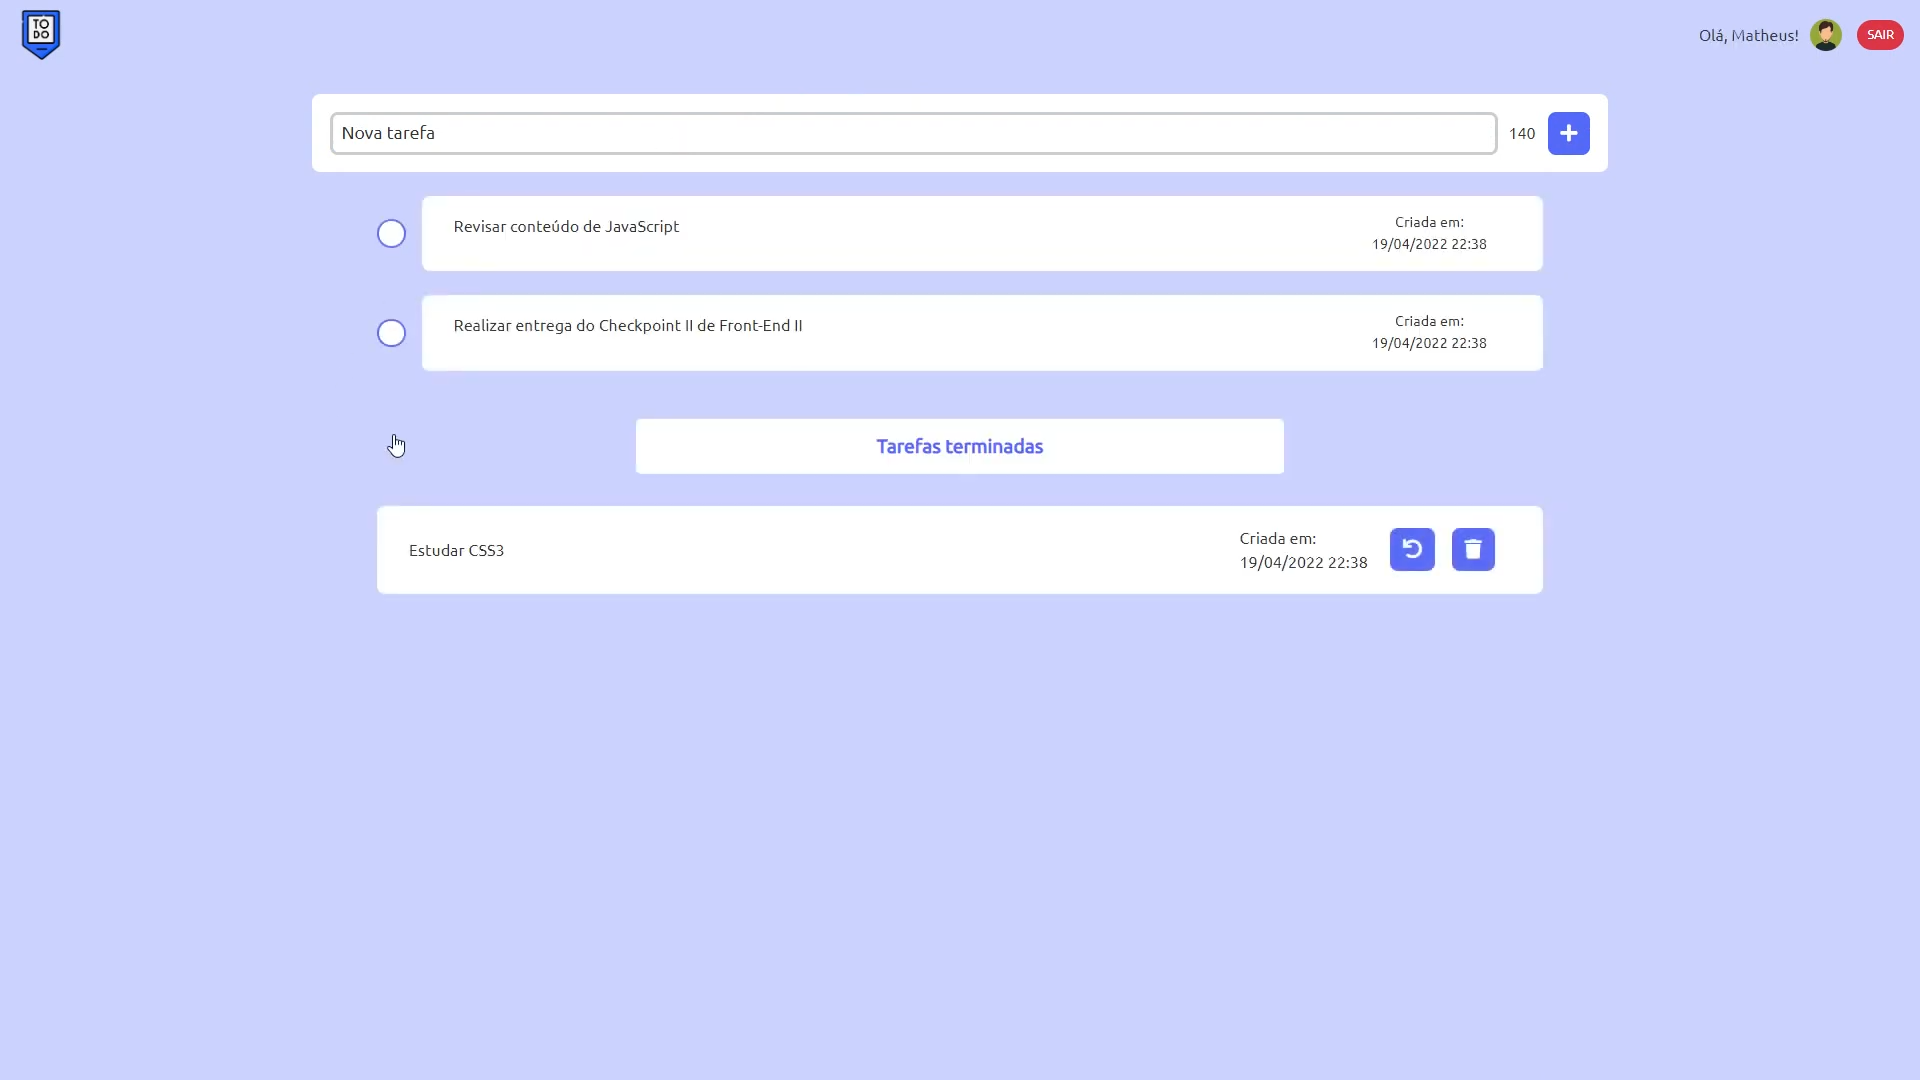 TO
DO
Olá, Matheus!
SAIR
Nova tarefa
140
Revisar conteúdo de JavaScript
Criada em:
19/04/2022 22:38
Realizar entrega do Checkpoint II de Front-End II
Criada em:
19/04/2022 22:38
Tarefas terminadas
Estudar CSS3
Criada em:
19/04/2022 22:38